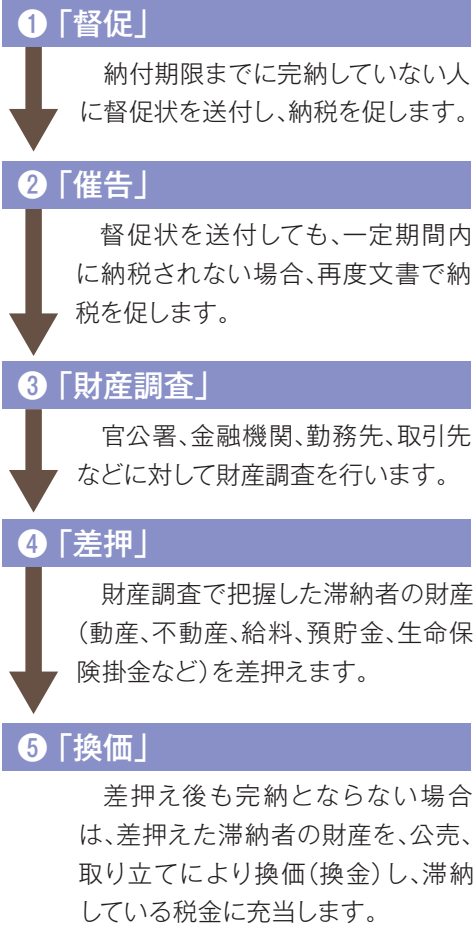 ❶「督促」
納付期限までに完納していない人
に督促状を送付し、納税を促します。
❷「催告」
督促状を送付しても、一定期間内
に納税されない場合、再度文書で納
税を促します。
❸「財産調査」
官公署、金融機関、勤務先、取引先
などに対して財産調査を行います。
❹「差押」
財産調査で把握した滞納者の財産
（動産、不動産、給料、預貯金、生命保
険掛金など）を差押えます。
❺「換価」
差押え後も完納とならない場合
は、差押えた滞納者の財産を、公売、
取り立てにより換価（換金）し、滞納
している税金に充当します。